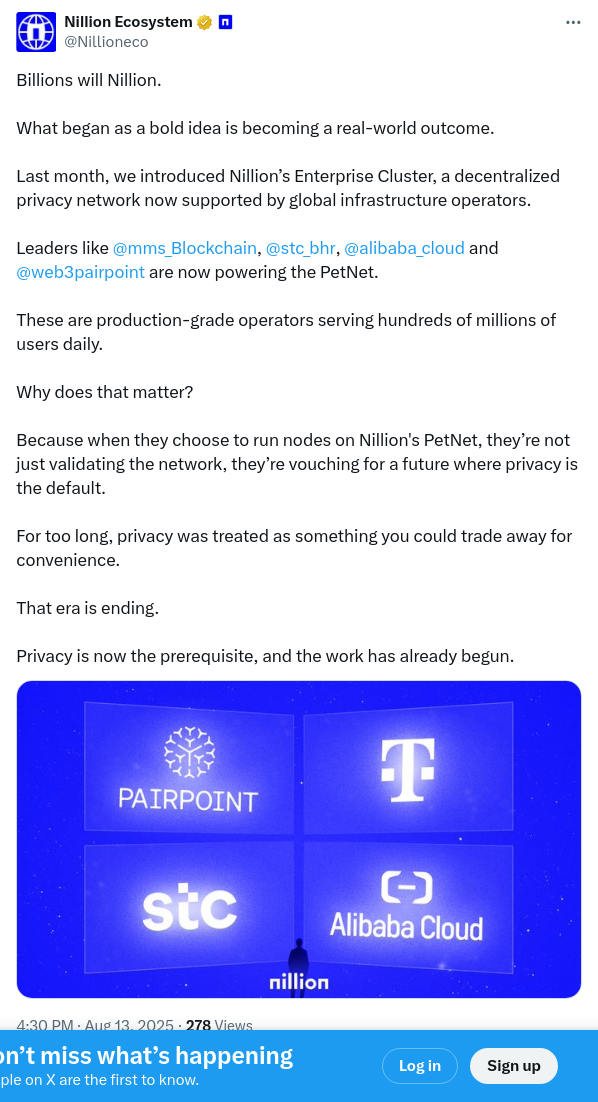 Nillion Ecosystem
@Nillioneco
Billions will Nillion.
What began as a bold idea is becoming a real-world outcome.
Last month, we introduced Nillion’s Enterprise Cluster, a decentralized
privacy network now supported by global infrastructure operators.
Leaders like @mms_Blockchain, @stc_bhr, @alibaba_cloud and
@web3pairpoint are now powering the PetNet.
These are production-grade operators serving hundreds of millions of
users daily.
Why does that matter?
Because when they choose to run nodes on Nillion's PetNet, they’re not
just validating the network, they’re vouching for a future where privacy is
the default.
For too long, privacy was treated as something you could trade away for
convenience.
That era is ending.
Privacy is now the prerequisite, and the work has already begun.
PAIRPOINT
T
stc
Alibaba Cloud
nillion
4:30 PM · Aug 13, 2025 · 278 Views
on’t miss what’s happening
ple on X are the first to know.
Log in
Sign up